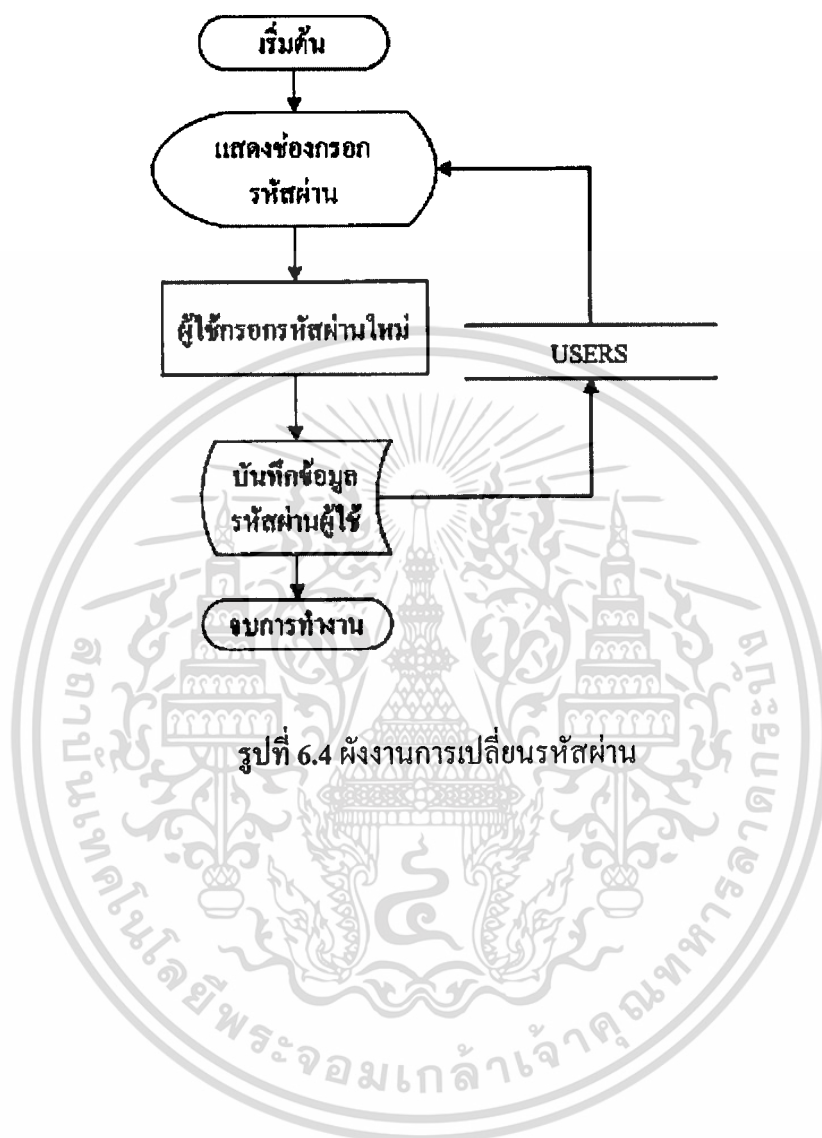 เริ่มต้น
แสดงช่องกรอก
รหัสผ่าน
ผู้ใช้กรอกรหัสผ่านใหม่
USERS
บันทึกข้อมูล
รหัสผ่านผู้ใช้
จบการทำงาน
รูปที่ 6.4 ผังงานการเปลี่ยนรหัสผ่าน
สถาบันเทคโนโลยีพระจอมเกล้าเจ้าคุณทหารลาดกระบัง